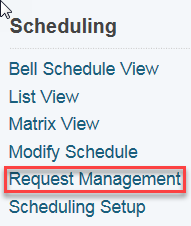 Scheduling
Bell Schedule View
List View
Matrix View
Modify Schedule
Request Management
Scheduling Setup